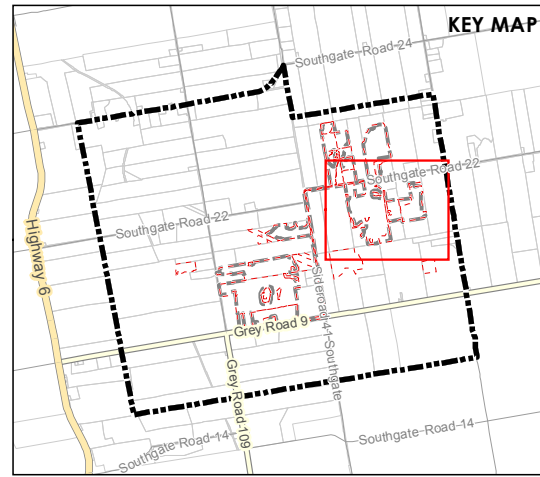 KEY MAP
Southgate-Road-24
Southgate-Road 22
Southgate-Road-22
Highway 6
Sideroad 41-Southgate
Grey Road 9
Grey Road-109
Southgate-Road-14
Southgate-Road-14